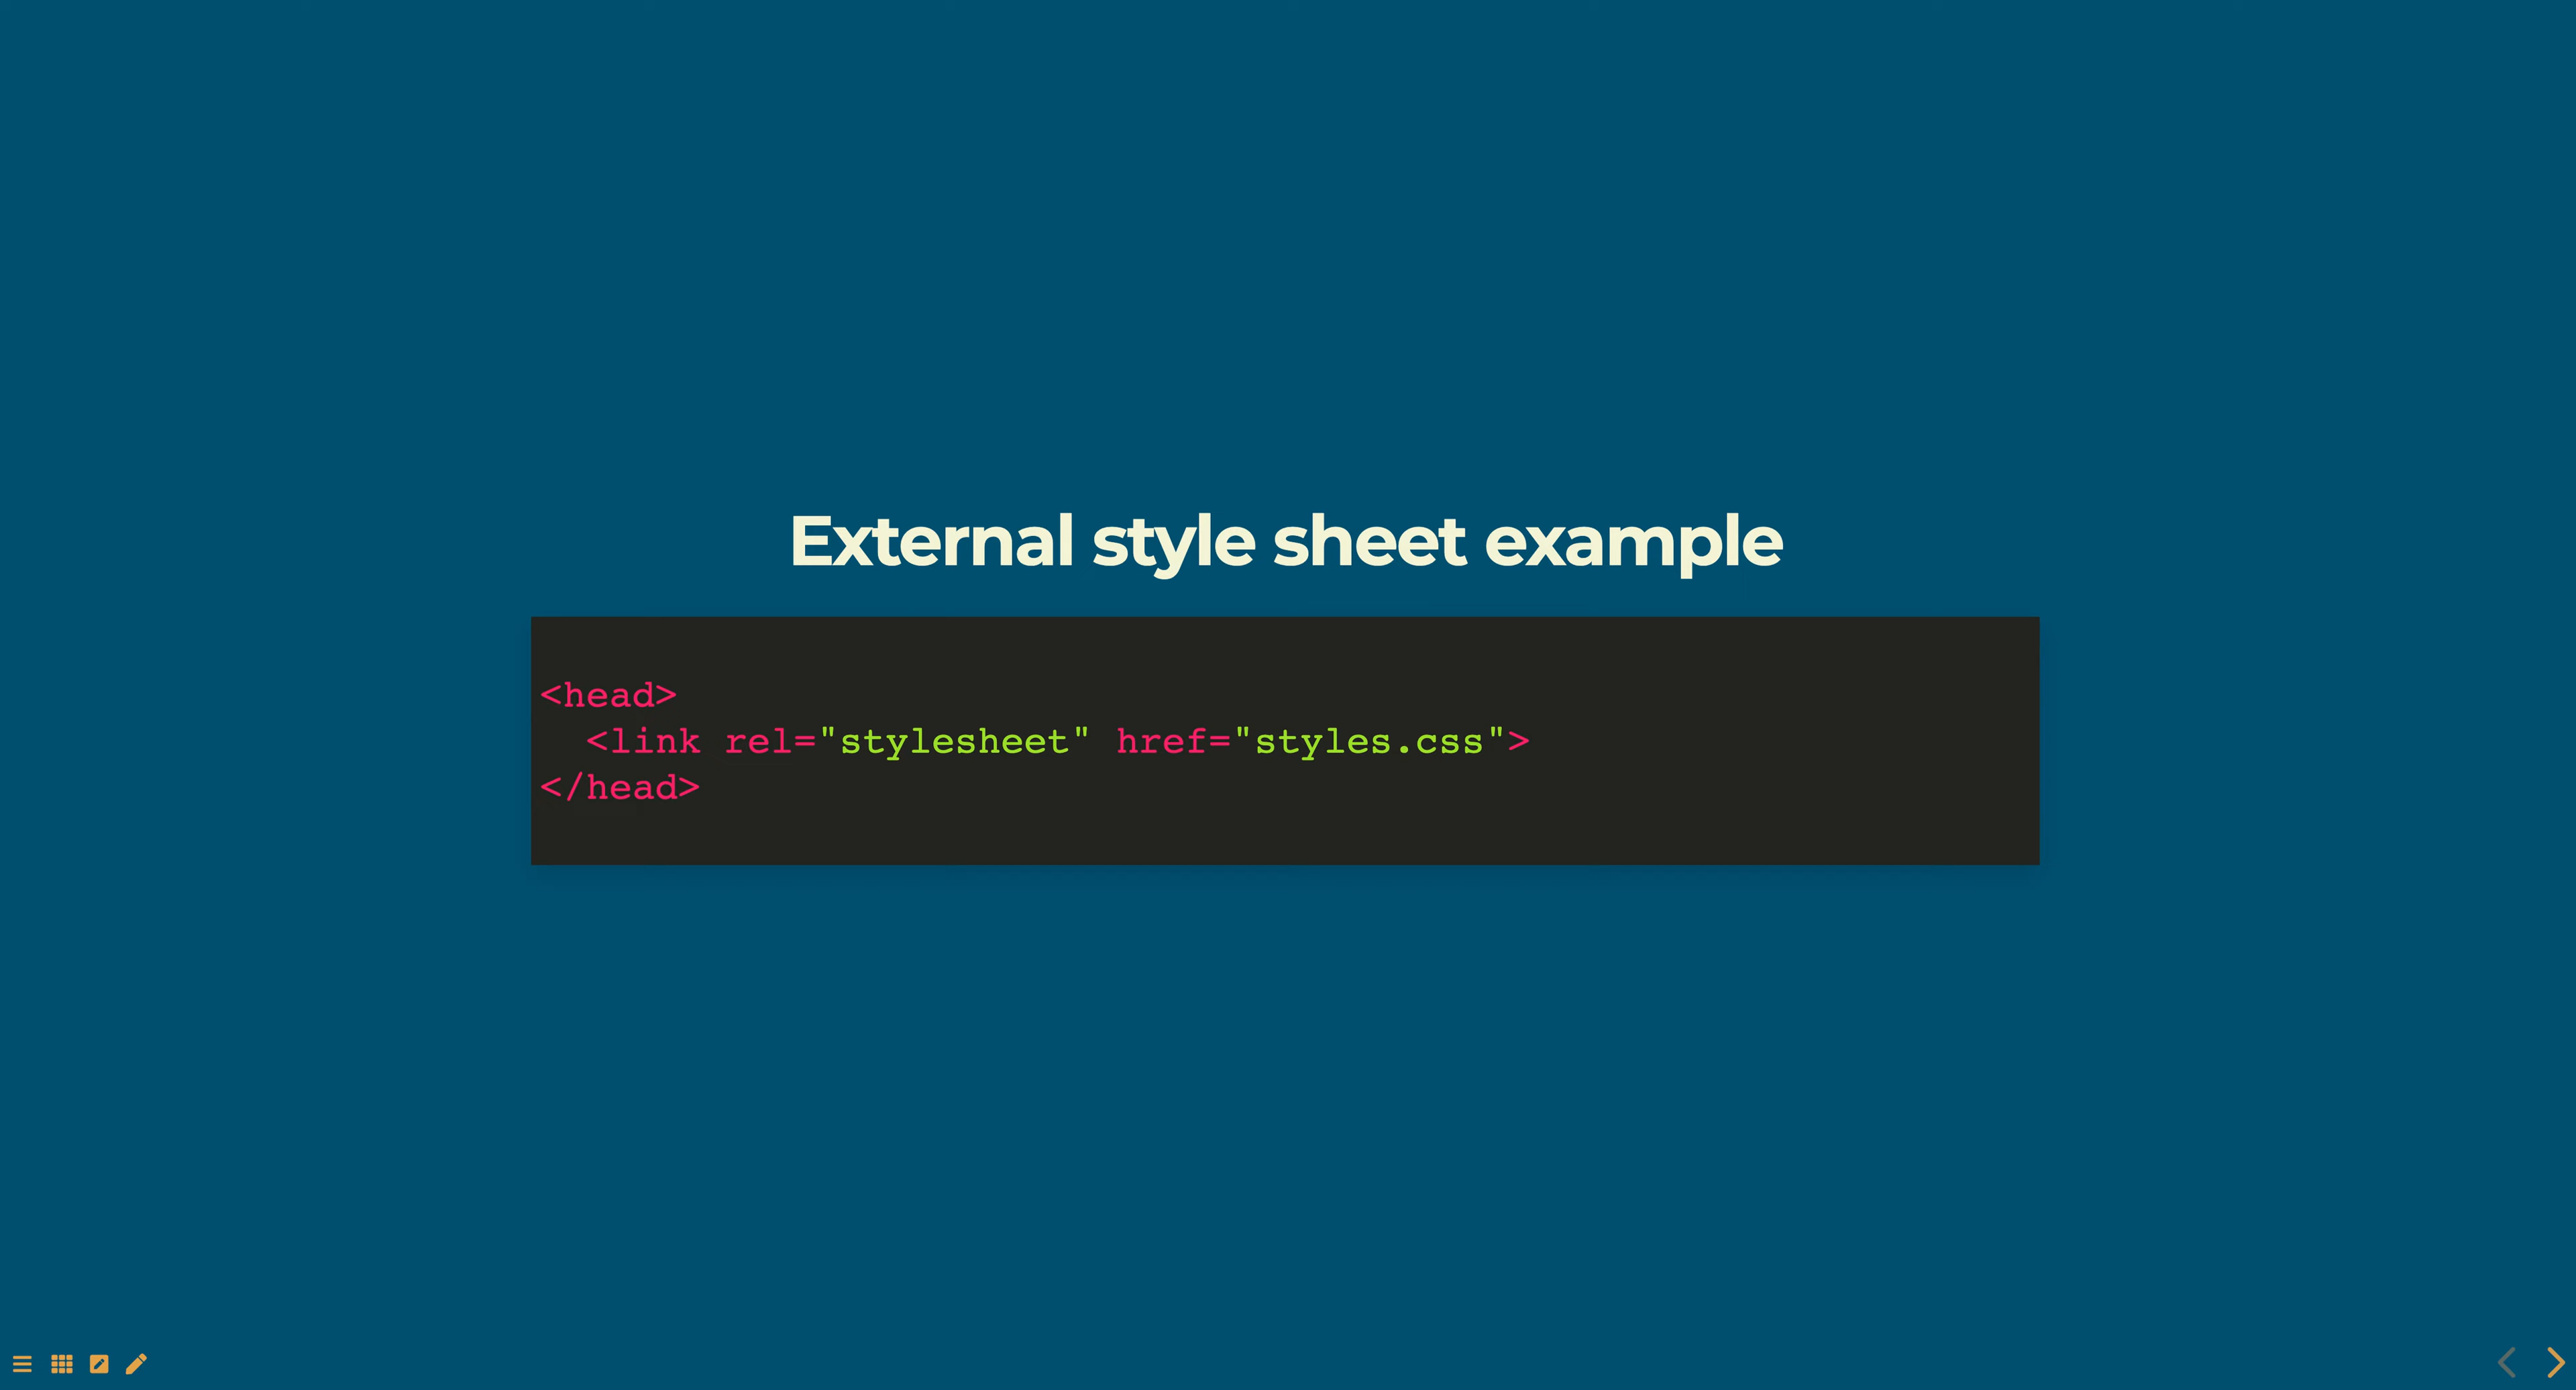 External style sheet example
<head>
  <link rel="stylesheet" href="styles.css">
</head>